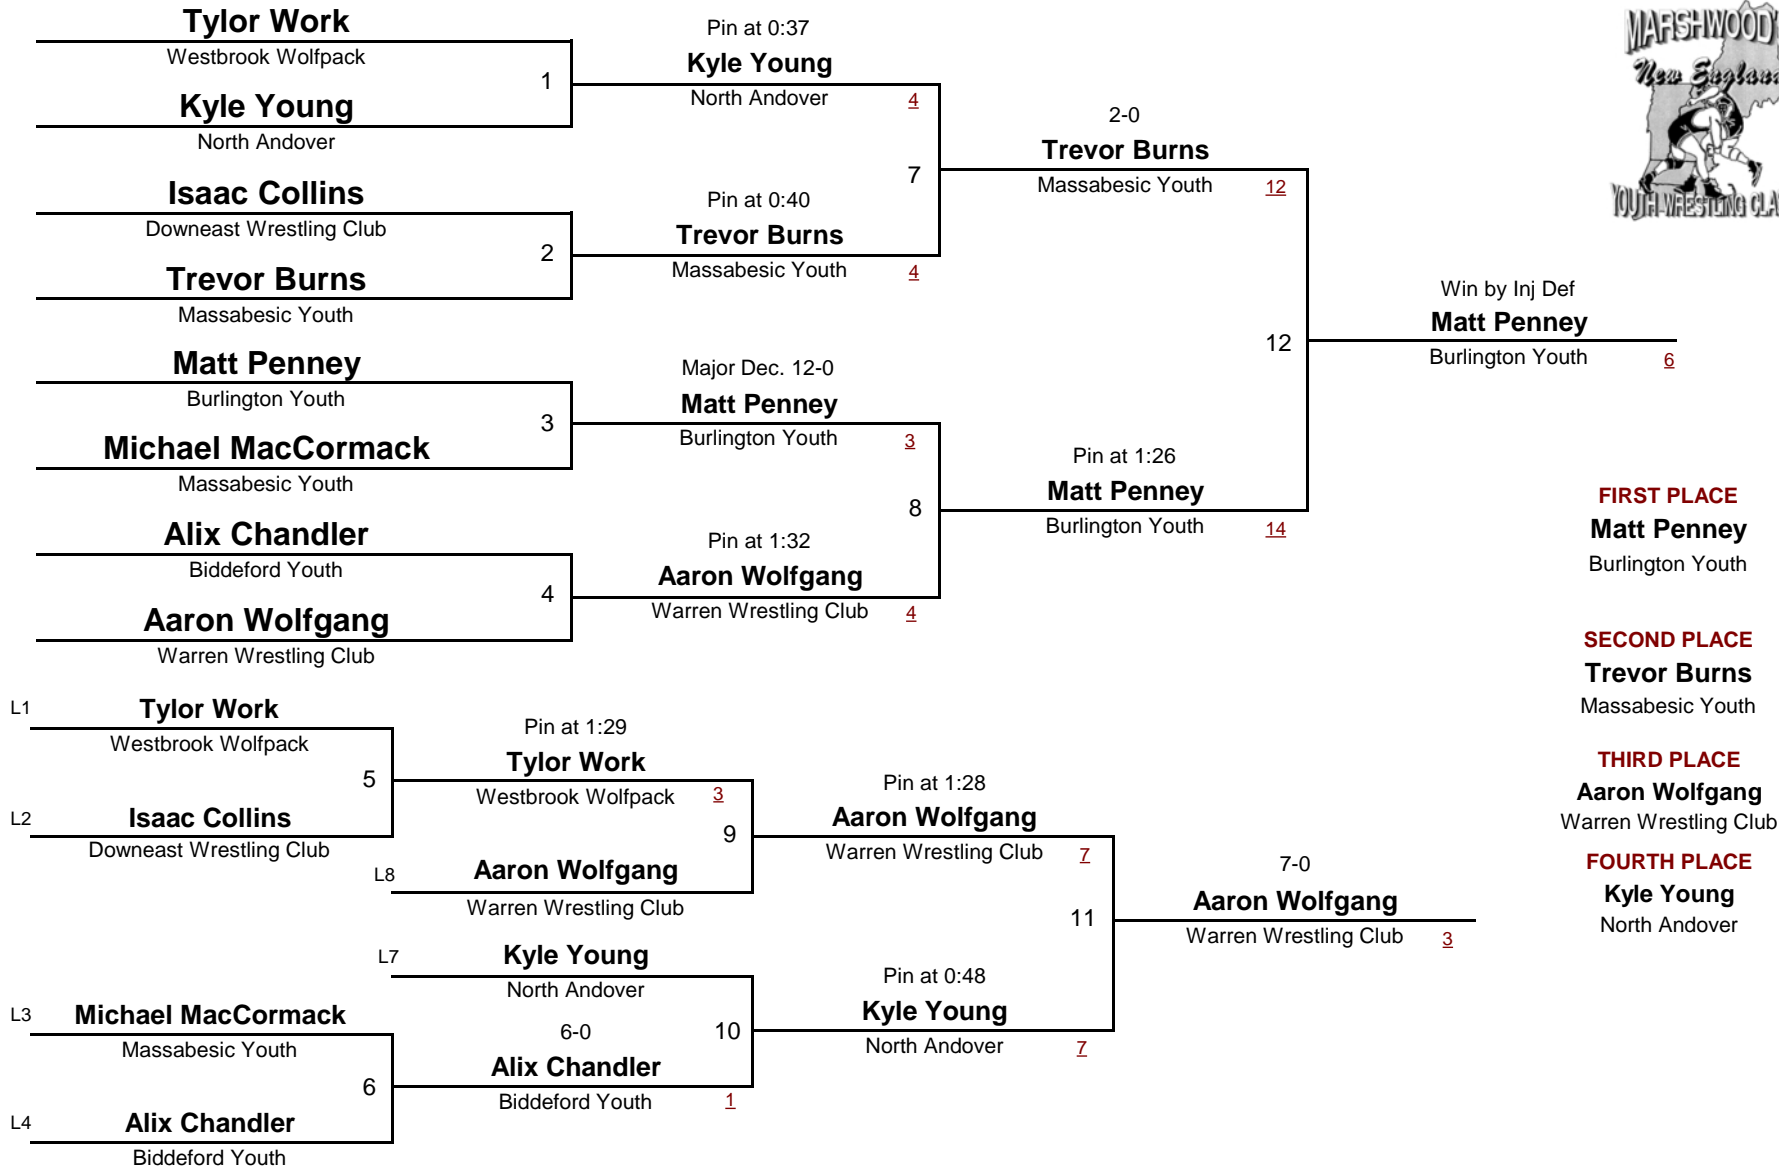 Tylor Work
Westbrook Wolfpack
1
Kyle Young
North Andover
Isaac Collins
Downeast Wrestling Club
2
Trevor Burns
Massabesic Youth
Matt Penney
Burlington Youth
3
Michael MacCormack
Massabesic Youth
Alix Chandler
Biddeford Youth
4
Aaron Wolfgang
Warren Wrestling Club
Pin at 0:37
Kyle Young
North Andover 4
7
Pin at 0:40
Trevor Burns
Massabesic Youth 4
Major Dec. 12-0
Matt Penney
Burlington Youth 3
8
Pin at 1:32
Aaron Wolfgang
Warren Wrestling Club 4
2-0
Trevor Burns
Massabesic Youth 12
12
Pin at 1:26
Matt Penney
Burlington Youth 14
Win by Inj Def
Matt Penney
Burlington Youth 6
MARSHWOOD'
New England
YOUTH WRESTLING CLA
FIRST PLACE
Matt Penney
Burlington Youth
SECOND PLACE
Trevor Burns
Massabesic Youth
THIRD PLACE
Aaron Wolfgang
Warren Wrestling Club
FOURTH PLACE
Kyle Young
North Andover
L1 Tylor Work
Westbrook Wolfpack
5
L2 Isaac Collins
Downeast Wrestling Club
L3 Michael MacCormack
Massabesic Youth
6
L4 Alix Chandler
Biddeford Youth
Pin at 1:29
Tylor Work
Westbrook Wolfpack 3
9
L8 Aaron Wolfgang
Warren Wrestling Club
L7 Kyle Young
North Andover
10
6-0
Alix Chandler
Biddeford Youth 1
Pin at 1:28
Aaron Wolfgang
Warren Wrestling Club 7
11
Pin at 0:48
Kyle Young
North Andover 7
7-0
Aaron Wolfgang
Warren Wrestling Club 3